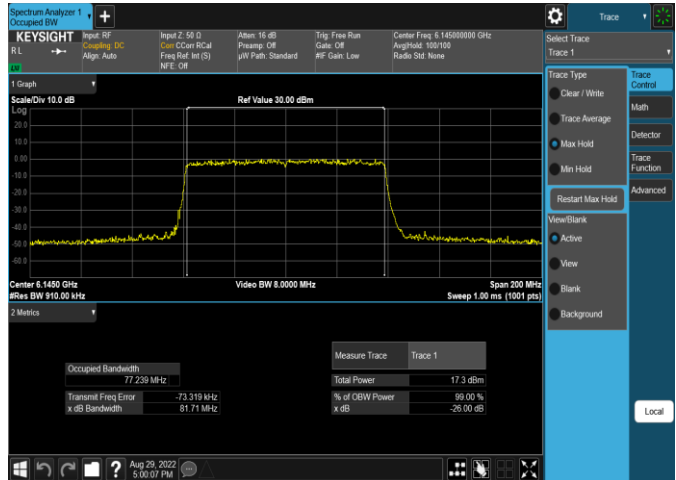 Spectrum Analyzer 1
Occupied BW
+
Trace
KEYSIGHT
RL
Input: RF
Coupling: DC
Align: Auto
Input Z: 50 Ω
Corr CCorr RCal
Freq Ref: Int (S)
NFE: Off
Atten: 16 dB
Preamp: Off
µW Path: Standard
Trig: Free Run
Gate: Off
#IF Gain: Low
Center Freq: 6.145000000 GHz
Avg|Hold: 100/100
Radio Std: None
Select Trace
Trace 1
1 Graph
Scale/Div 10.0 dB
Ref Value 30.00 dBm
Log
20.0
10.0
0.00
-10.0
-20.0
-30.0
-40.0
-50.0
-60.0
Center 6.1450 GHz
#Res BW 910.00 kHz
Video BW 8.0000 MHz
Span 200 MHz
Sweep 1.00 ms (1001 pts)
2 Metrics
Occupied Bandwidth
77.239 MHz
Transmit Freq Error -73.319 kHz
x dB Bandwidth 81.71 MHz
Measure Trace Trace 1
Total Power 17.3 dBm
% of OBW Power 99.00 %
x dB -26.00 dB
Trace Type
Clear / Write
Trace Average
Max Hold
Min Hold
Restart Max Hold
View/Blank
Active
View
Blank
Background
Trace
Control
Math
Detector
Trace
Function
Advanced
Local
?
Aug 29, 2022
5:00:07 PM